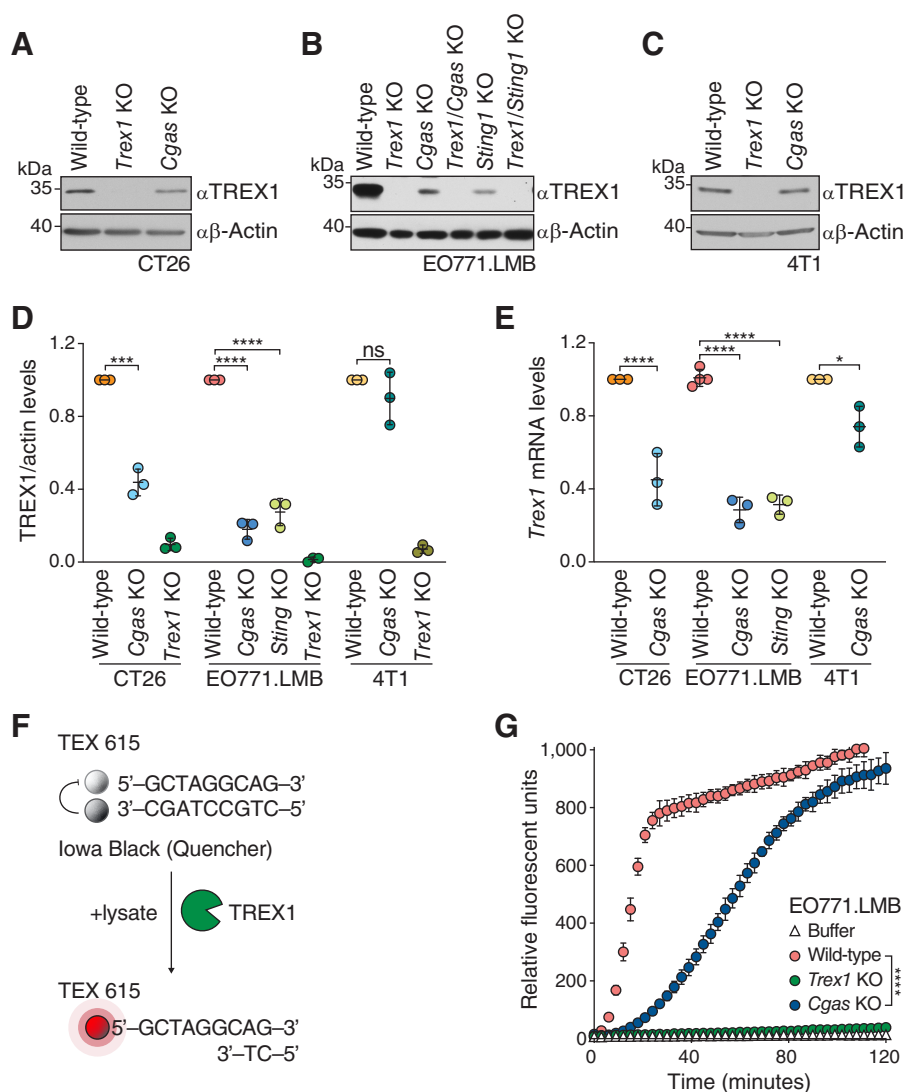 A
Wild-type
Trex1 KO
Cgas KO
kDa
35
αTREX1
40
αβ-Actin
CT26
B
Wild-type
Trex1 KO
Cgas KO
Trex1/Cgas KO
Sting1 KO
Trex1/Sting1 KO
kDa
35
αTREX1
40
αβ-Actin
EO771.LMB
C
Wild-type
Trex1 KO
Cgas KO
kDa
35
αTREX1
40
αβ-Actin
4T1
D
TREX1/actin levels
1.2
0.8
0.4
0.0
***
****
****
ns
Wild-type
Cgas KO
Trex1 KO
Wild-type
Cgas KO
Sting KO
Trex1 KO
Wild-type
Cgas KO
Trex1 KO
CT26
EO771.LMB
4T1
E
Trex1 mRNA levels
1.2
0.8
0.4
0.0
****
****
****
*
Wild-type
Cgas KO
Wild-type
Cgas KO
Sting KO
Wild-type
Cgas KO
CT26
EO771.LMB
4T1
F
TEX 615
5’–GCTAGGCAG–3’
3’–CGATCCGTC–5’
Iowa Black (Quencher)
+lysate
TREX1
TEX 615
5’–GCTAGGCAG–3’
3’–TC–5’
G
Relative fluorescent units
1,000
800
600
400
200
0
0
40
80
120
Time (minutes)
EO771.LMB
Buffer
Wild-type
Trex1 KO
Cgas KO
****